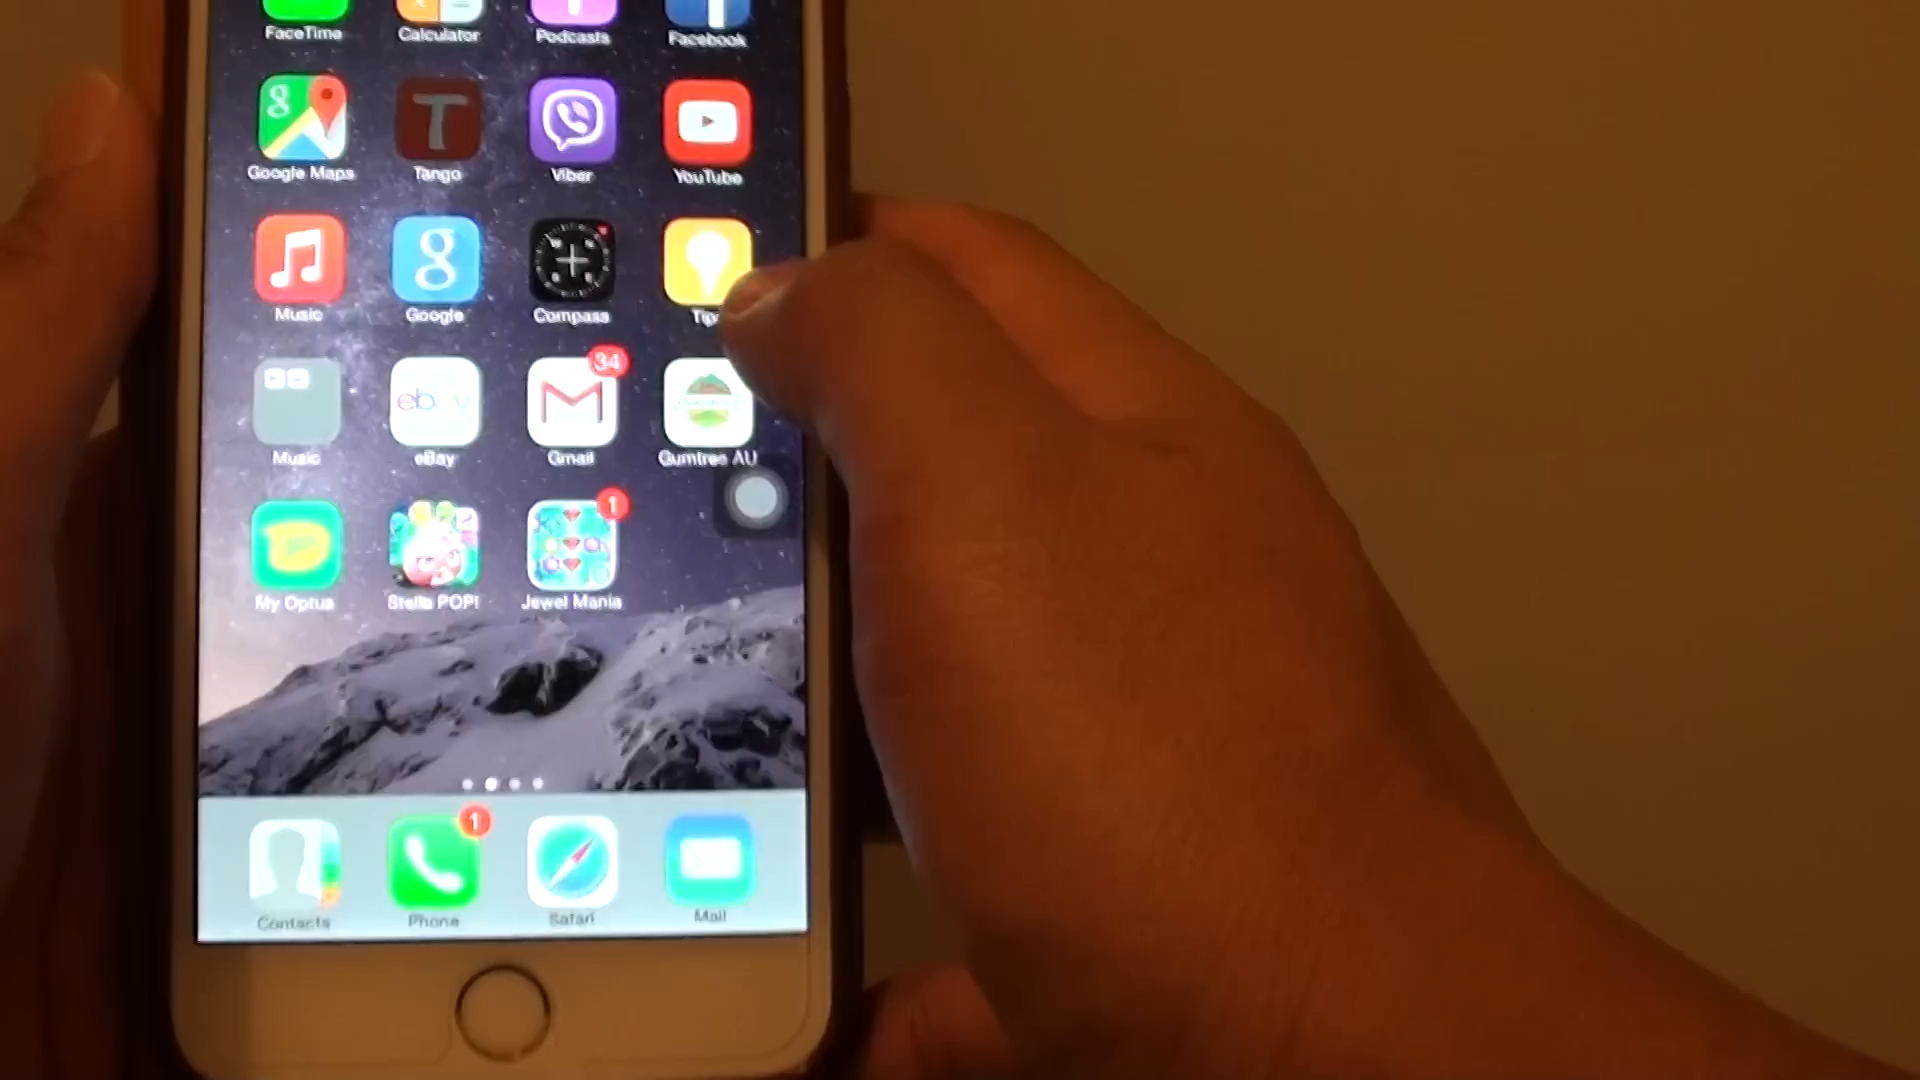 FaceTime Calculator Podcasts Facebook
Google Maps Tango Viber YouTube
Music Google Compass Tips
34
Music eBay Gmail Gumtree AU
1
My Optus Stella POP! Jewel Mania
1
Contacts Phone Safari Mail